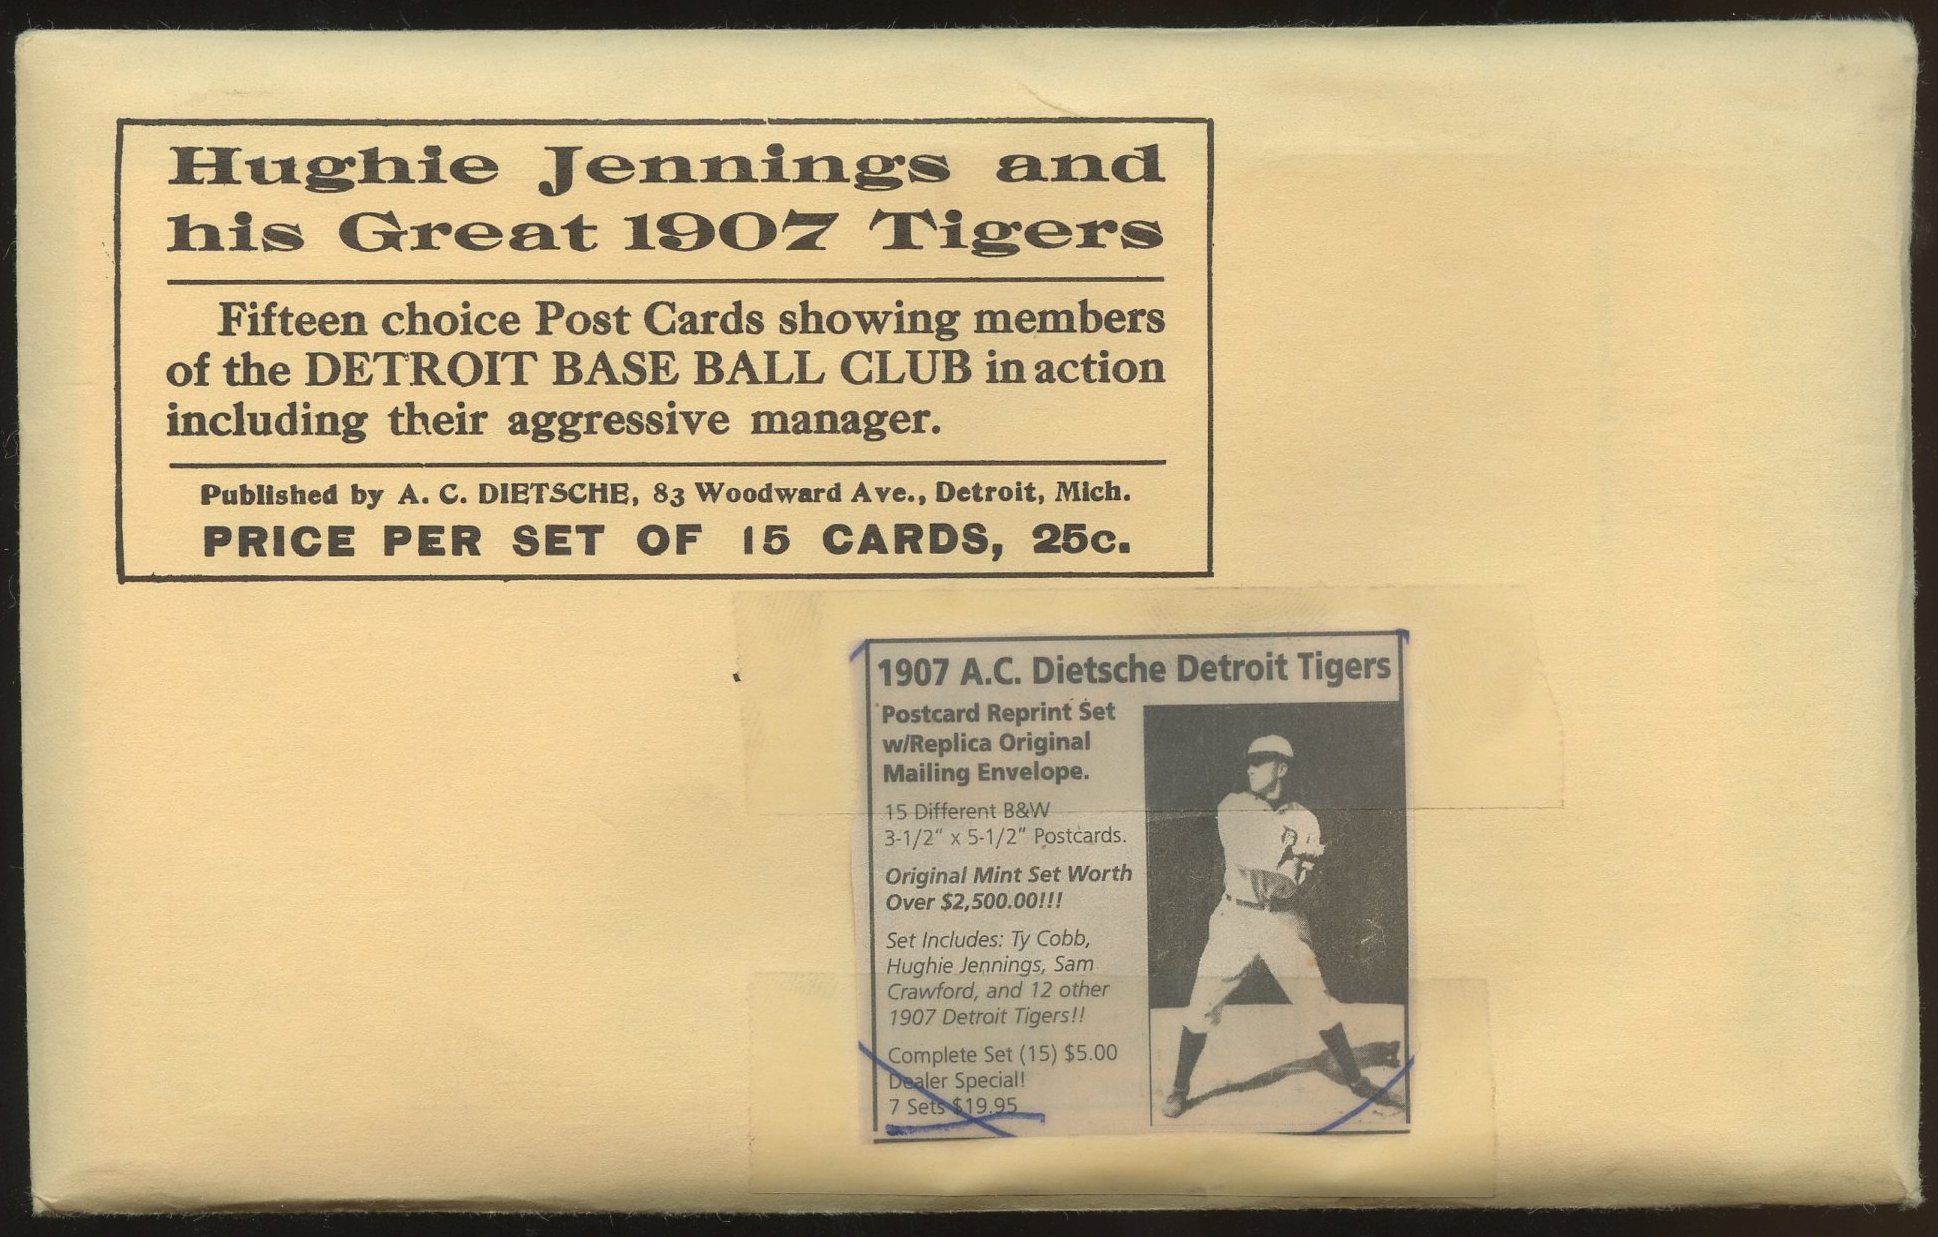 Hughie Jennings and
his Great 1907 Tigers
Fifteen choice Post Cards showing members
of the DETROIT BASE BALL CLUB in action
including their aggressive manager.
Published by A. C. DIETSCHE, 83 Woodward Ave., Detroit, Mich.
PRICE PER SET OF 15 CARDS, 25c.
1907 A.C. Dietsche Detroit Tigers
Postcard Reprint Set
w/Replica Original
Mailing Envelope.
15 Different B&W
3-1/2" x 5-1/2" Postcards.
Original Mint Set Worth
Over $2,500.00!!!
Set Includes: Ty Cobb,
Hughie Jennings, Sam
Crawford, and 12 other
1907 Detroit Tigers!!
Complete Set (15) $5.00
Dealer Special!
7 Sets $19.95